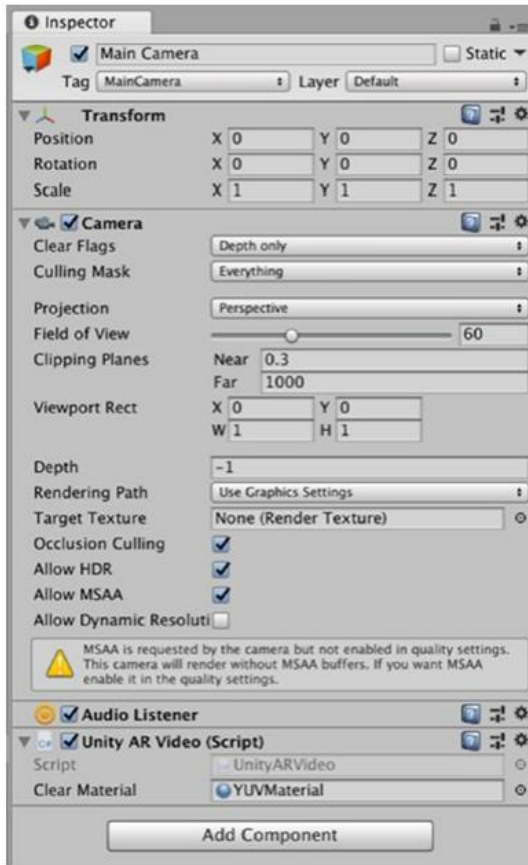 Inspector
Main Camera Static
Tag MainCamera Layer Default
Transform
Position X 0 Y 0 Z 0
Rotation X 0 Y 0 Z 0
Scale X 1 Y 1 Z 1
Camera
Clear Flags Depth only
Culling Mask Everything
Projection Perspective
Field of View 60
Clipping Planes Near 0.3
Far 1000
Viewport Rect X 0 Y 0
W 1 H 1
Depth -1
Rendering Path Use Graphics Settings
Target Texture None (Render Texture)
Occlusion Culling
Allow HDR
Allow MSAA
Allow Dynamic Resoluti
MSAA is requested by the camera but not enabled in quality settings.
This camera will render without MSAA buffers. If you want MSAA
enable it in the quality settings.
Audio Listener
C# Unity AR Video (Script)
Script UnityARVideo
Clear Material YUVMaterial
Add Component